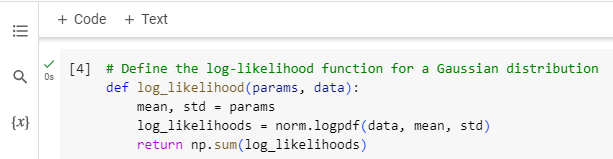 + Code + Text
[4] # Define the log-likelihood function for a Gaussian distribution
0s
def log_likelihood(params, data):
    mean, std = params
    log_likelihoods = norm.logpdf(data, mean, std)
{x}
    return np.sum(log_likelihoods)